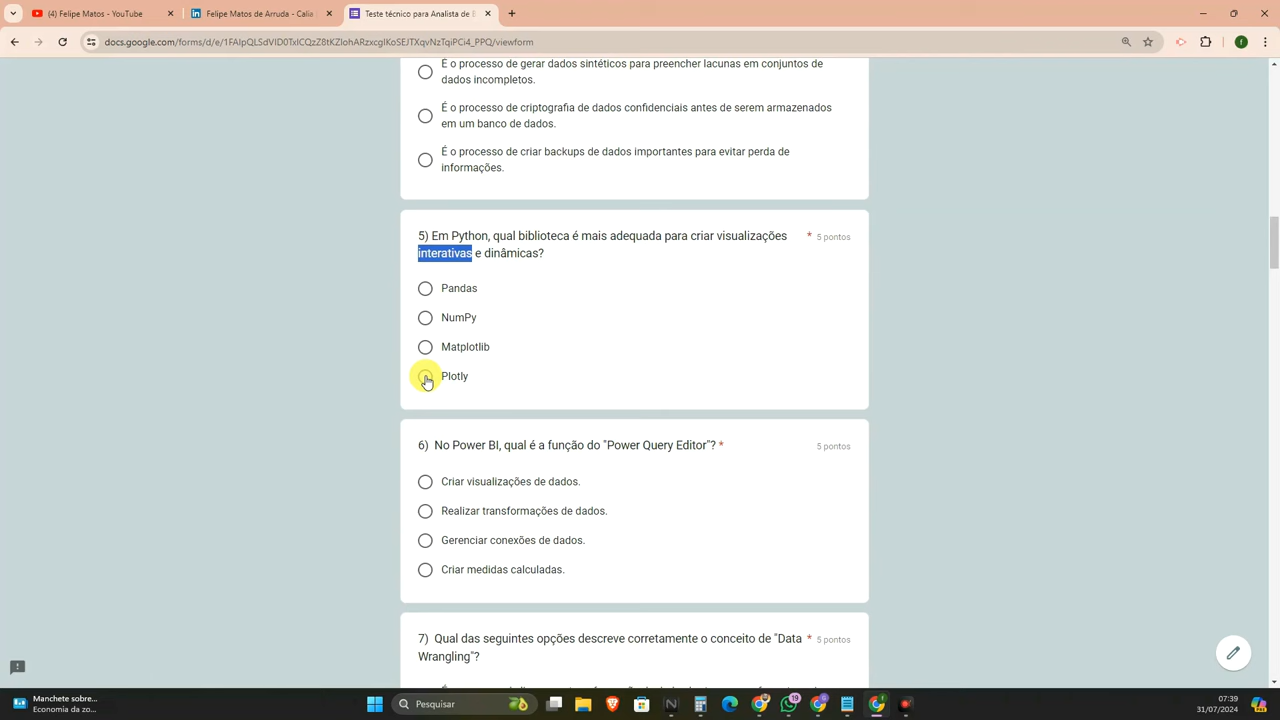 (4) Felipe Matos - YouTube
Felipe Matos de Arruda - Calia
Teste técnico para Analista de B
docs.google.com/forms/d/e/1FAIpQLSdVID0TxICQzZ8tKZlohARzxcglKoSEJTXqvNzTqiPCi4_PPQ/viewform
É o processo de gerar dados sintéticos para preencher lacunas em conjuntos de
dados incompletos.
É o processo de criptografia de dados confidenciais antes de serem armazenados
em um banco de dados.
É o processo de criar backups de dados importantes para evitar perda de
informações.
5) Em Python, qual biblioteca é mais adequada para criar visualizações * 5 pontos
interativas e dinâmicas?
Pandas
NumPy
Matplotlib
Plotly
6) No Power BI, qual é a função do "Power Query Editor"? * 5 pontos
Criar visualizações de dados.
Realizar transformações de dados.
Gerenciar conexões de dados.
Criar medidas calculadas.
7) Qual das seguintes opções descreve corretamente o conceito de "Data * 5 pontos
Wrangling"?
Manchete sobre...
Economia da zo...
Pesquisar
19
07:39
31/07/2024